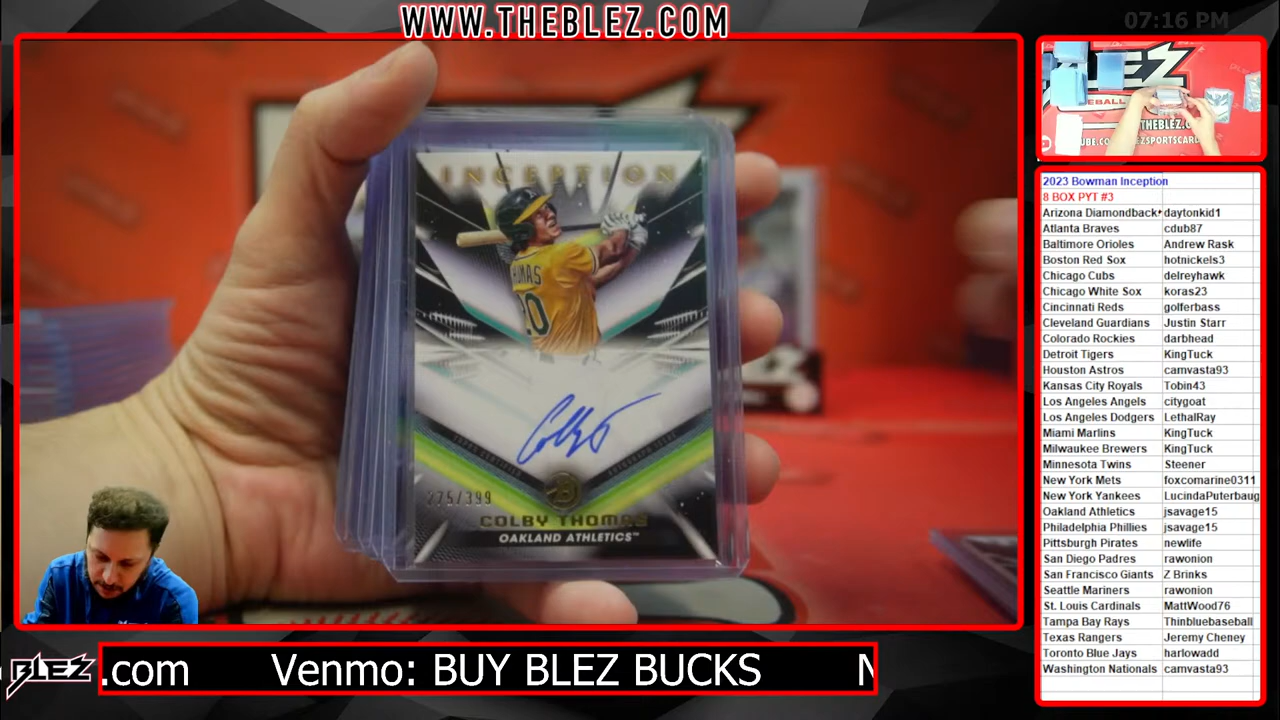 WWW.THEBLEZ.COM
07:16 PM
INCEPTION
THOMAS
20
275/399
COLBY THOMAS
OAKLAND ATHLETICS™
BLEZ
THEBLEZ.C
2023 Bowman Inception
8 BOX PYT #3
Arizona Diamondback daytonkid1
Atlanta Braves cdub87
Baltimore Orioles Andrew Rask
Boston Red Sox hotnickels3
Chicago Cubs delreyhawk
Chicago White Sox koras23
Cincinnati Reds golferbass
Cleveland Guardians Justin Starr
Colorado Rockies darbhead
Detroit Tigers KingTuck
Houston Astros camvasta93
Kansas City Royals Tobin43
Los Angeles Angels citygoat
Los Angeles Dodgers LethalRay
Miami Marlins KingTuck
Milwaukee Brewers KingTuck
Minnesota Twins Steener
New York Mets foxcomarine0311
New York Yankees LucindaPuterbaug
Oakland Athletics jsavage15
Philadelphia Phillies jsavage15
Pittsburgh Pirates newlife
San Diego Padres rawonion
San Francisco Giants Z Brinks
Seattle Mariners rawonion
St. Louis Cardinals MattWood76
Tampa Bay Rays Thinbluebaseball
Texas Rangers Jeremy Cheney
Toronto Blue Jays harlowadd
Washington Nationals camvasta93
BLEZ .com Venmo: BUY BLEZ BUCKS